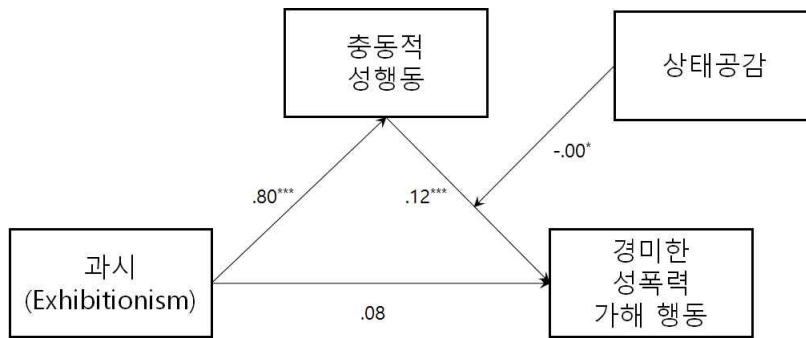 충동적
성행동
상태공감
-.00*
.80***
.12***
과시
(Exhibitionism)
.08
경미한
성폭력
가해 행동